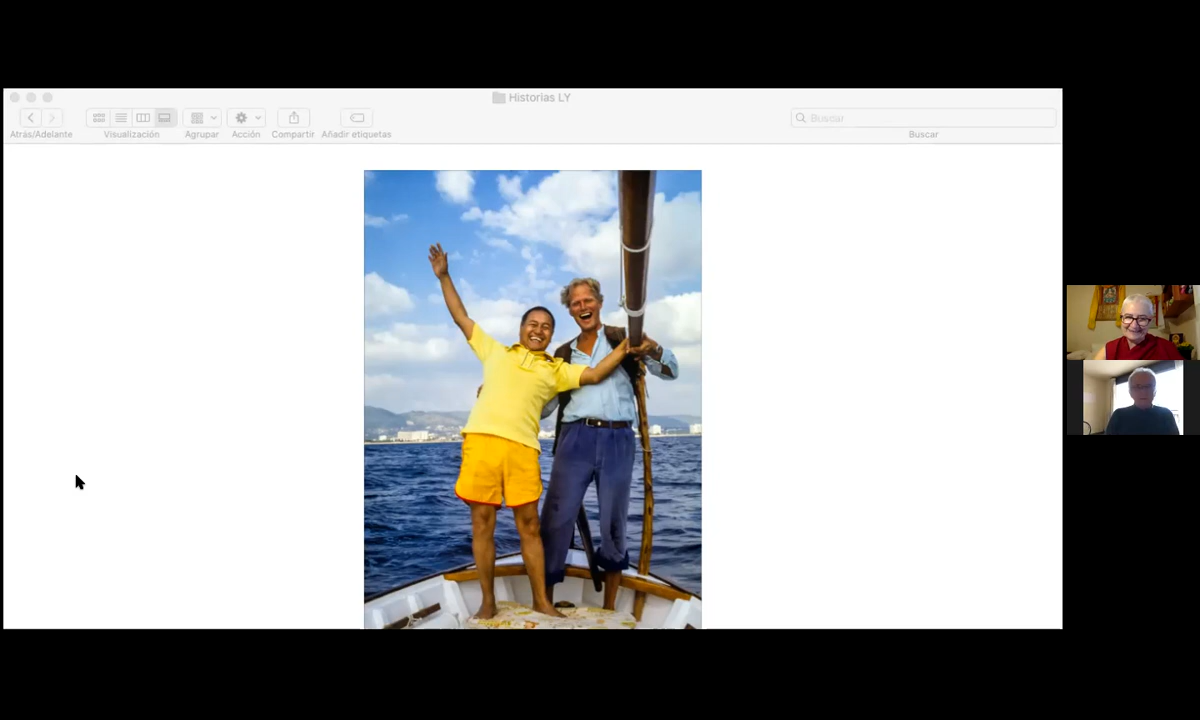 Historias LY
Atrás/Adelante
Visualización
Agrupar
Acción
Compartir
Añadir etiquetas
Buscar
Buscar